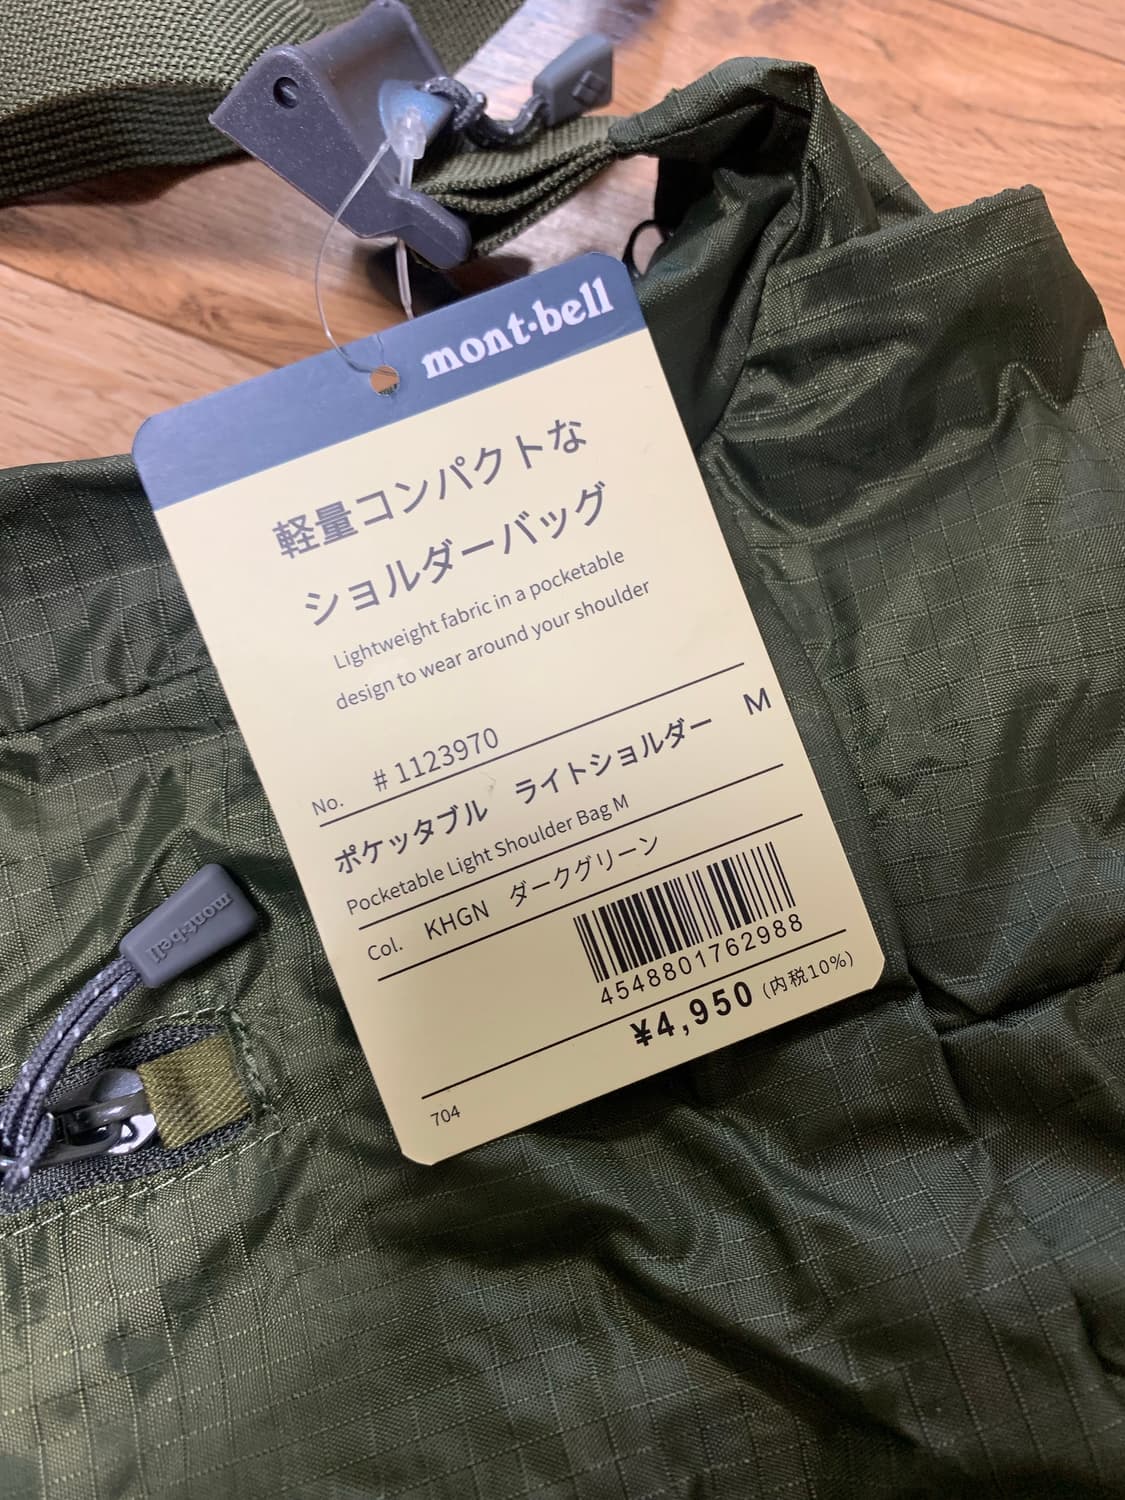 mont·bell
軽量コンパクトな
ショルダーバッグ
Lightweight fabric in a pocketable
design to wear around your shoulder
No. # 1123970
ポケッタブル ライトショルダー M
Pocketable Light Shoulder Bag M
Col. KHGN ダークグリーン
4548801762988
¥4,950 (内税10%)
704
mont·bell